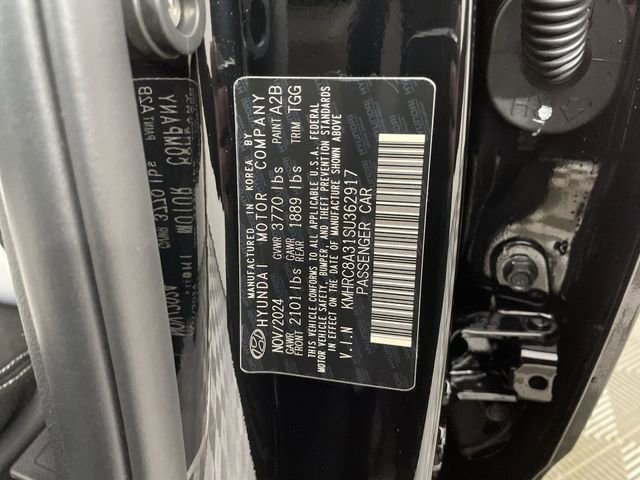 MANUFACTURED IN KOREA BY
HYUNDAI MOTOR COMPANY
NOV/2024 GVWR 3770 lbs PAINT A2B
GAWR FRONT 2101 lbs GAWR REAR 1889 lbs TRIM TGG
THIS VEHICLE CONFORMS TO ALL APPLICABLE U.S.A. FEDERAL
MOTOR VEHICLE SAFETY, BUMPER, AND THEFT PREVENTION STANDARDS
IN EFFECT ON THE DATE OF MANUFACTURE SHOWN ABOVE
V.I.N KMHRC8A31SU362917
PASSENGER CAR